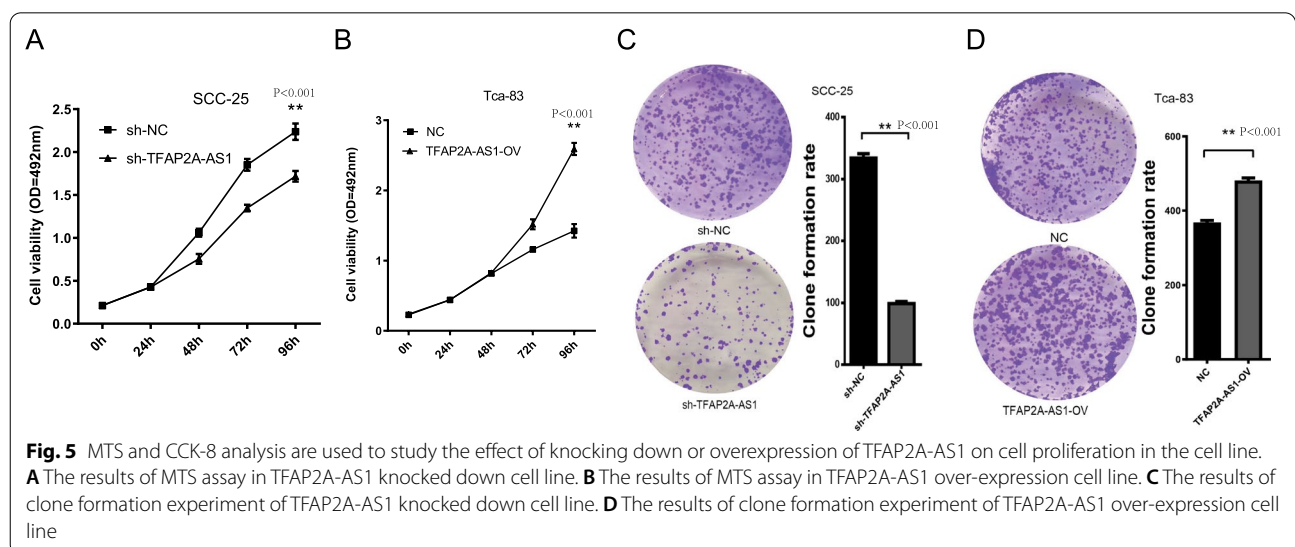 A
SCC-25
P<0.001
**
sh-NC
sh-TFAP2A-AS1
Cell viability (OD=492nm)
2.5
2.0
1.5
1.0
0.5
0.0
0h
24h
48h
72h
96h
B
Tca-83
P<0.001
**
NC
TFAP2A-AS1-OV
Cell viability (OD=492nm)
3
2
1
0
0h
24h
48h
72h
96h
C
sh-NC
sh-TFAP2A-AS1
SCC-25
** P<0.001
Clone formation rate
400
300
200
100
0
sh-NC
sh-TFAP2A-AS1
D
NC
TFAP2A-AS1-OV
Tca-83
** P<0.001
Clone formation rate
600
400
200
0
NC
TFAP2A-AS1-OV
Fig. 5 MTS and CCK-8 analysis are used to study the effect of knocking down or overexpression of TFAP2A-AS1 on cell proliferation in the cell line.
A The results of MTS assay in TFAP2A-AS1 knocked down cell line. B The results of MTS assay in TFAP2A-AS1 over-expression cell line. C The results of
clone formation experiment of TFAP2A-AS1 knocked down cell line. D The results of clone formation experiment of TFAP2A-AS1 over-expression cell
line